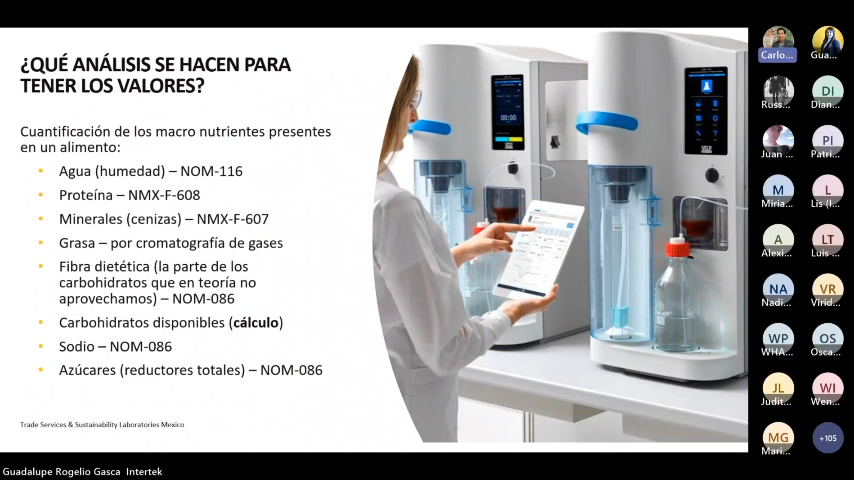 ¿QUÉ ANÁLISIS SE HACEN PARA
TENER LOS VALORES?
Cuantificación de los macro nutrientes presentes
en un alimento:
• Agua (humedad) – NOM-116
• Proteína – NMX-F-608
• Minerales (cenizas) – NMX-F-607
• Grasa – por cromatografía de gases
• Fibra dietética (la parte de los
carbohidratos que en teoría no
aprovechamos) – NOM-086
• Carbohidratos disponibles (cálculo)
• Sodio – NOM-086
• Azúcares (reductores totales) – NOM-086
Trade Services & Sustainability Laboratories Mexico
00:00
Carlo...
Gua...
Russ...
DI
Dian...
Juan ...
PI
Patri...
M
Miria...
L
Lis (I...
A
Alexi...
LT
Luis ...
NA
Nadi...
VR
Virid...
WP
WHA...
OS
Osca...
JL
Judit...
WI
Wen...
MG
Mari...
+105
Guadalupe Rogelio Gasca Intertek